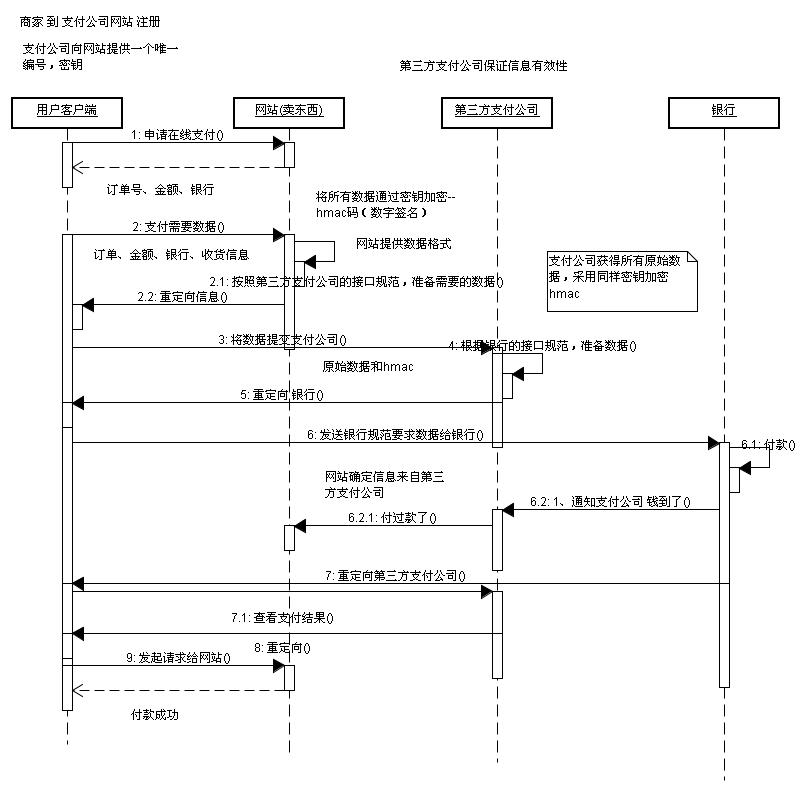 商家 到 支付公司网站 注册
支付公司向网站提供一个唯一
编号，密钥
第三方支付公司保证信息有效性
用户客户端
网站(卖东西)
第三方支付公司
银行
1: 申请在线支付()
订单号、金额、银行
将所有数据通过密钥加密--
hmac码（数字签名）
2: 支付需要数据()
网站提供数据格式
订单、金额、银行、收货信息
支付公司获得所有原始数
据，采用同样密钥加密
hmac
2.1: 按照第三方支付公司的接口规范，准备需要的数据()
2.2: 重定向信息()
3: 将数据提交支付公司()
4: 根据银行的接口规范，准备数据()
原始数据和hmac
5: 重定向 银行()
6: 发送银行规范要求数据给银行()
6.1: 付款()
网站确定信息来自第三
方支付公司
6.2: 1、通知支付公司 钱到了()
6.2.1: 付过款了()
7: 重定向第三方支付公司()
7.1: 查看支付结果()
8: 重定向()
9: 发起请求给网站()
付款成功